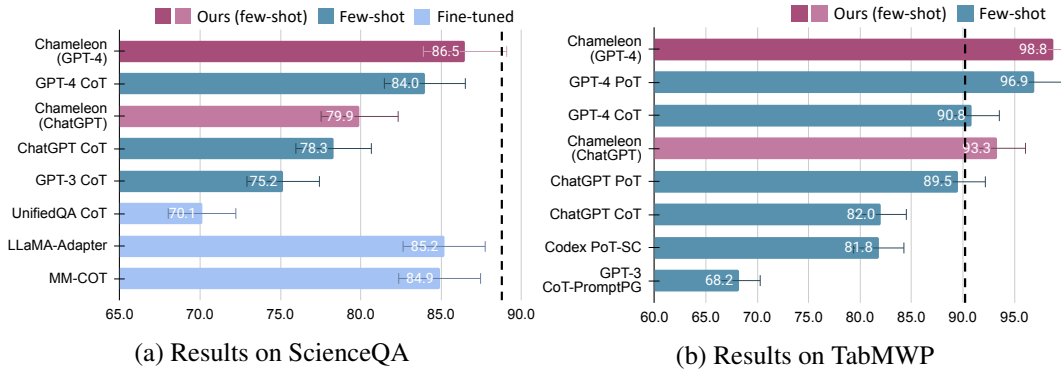 Ours (few-shot) Few-shot Fine-tuned
Chameleon
(GPT-4)
86.5
GPT-4 CoT
84.0
Chameleon
(ChatGPT)
79.9
ChatGPT CoT
78.3
GPT-3 CoT
75.2
UnifiedQA CoT
70.1
LLaMA-Adapter
85.2
MM-COT
84.9
65.0 70.0 75.0 80.0 85.0 90.0
(a) Results on ScienceQA
Ours (few-shot) Few-shot
Chameleon
(GPT-4)
98.8
GPT-4 PoT
96.9
GPT-4 CoT
90.8
Chameleon
(ChatGPT)
93.3
ChatGPT PoT
89.5
ChatGPT CoT
82.0
Codex PoT-SC
81.8
GPT-3
CoT-PromptPG
68.2
60.0 65.0 70.0 75.0 80.0 85.0 90.0 95.0
(b) Results on TabMWP